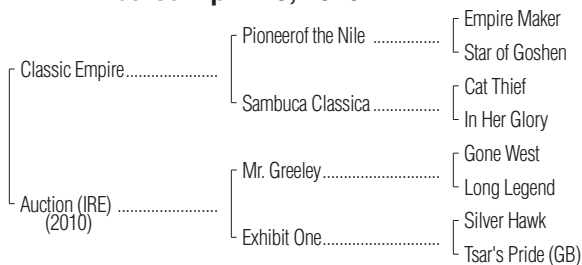 Empire Maker
Pioneerof the Nile ................
Star of Goshen
Classic Empire......................
Cat Thief
Sambuca Classica ................
In Her Glory
Gone West
Mr. Greeley............................
Long Legend
Auction (IRE) ........................
(2010)
Silver Hawk
Exhibit One............................
Tsar's Pride (GB)